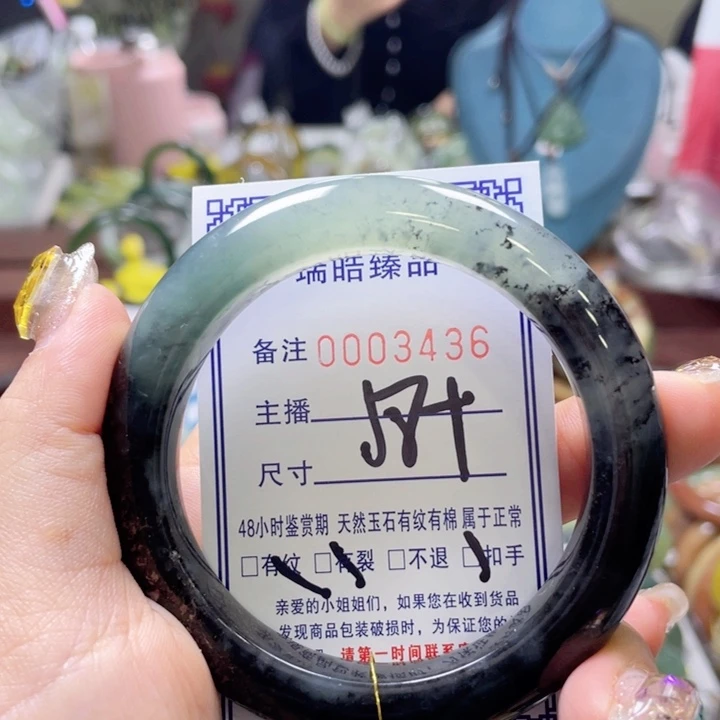 瑞皓臻品
备注 0003436
主播
尺寸
48小时鉴赏期 天然玉石有纹有棉 属于正常
□有纹 □有裂 □不退 □扣手
亲爱的小姐姐们，如果您在收到货品
发现商品包装破损时，为保证您的
请第一时间联系